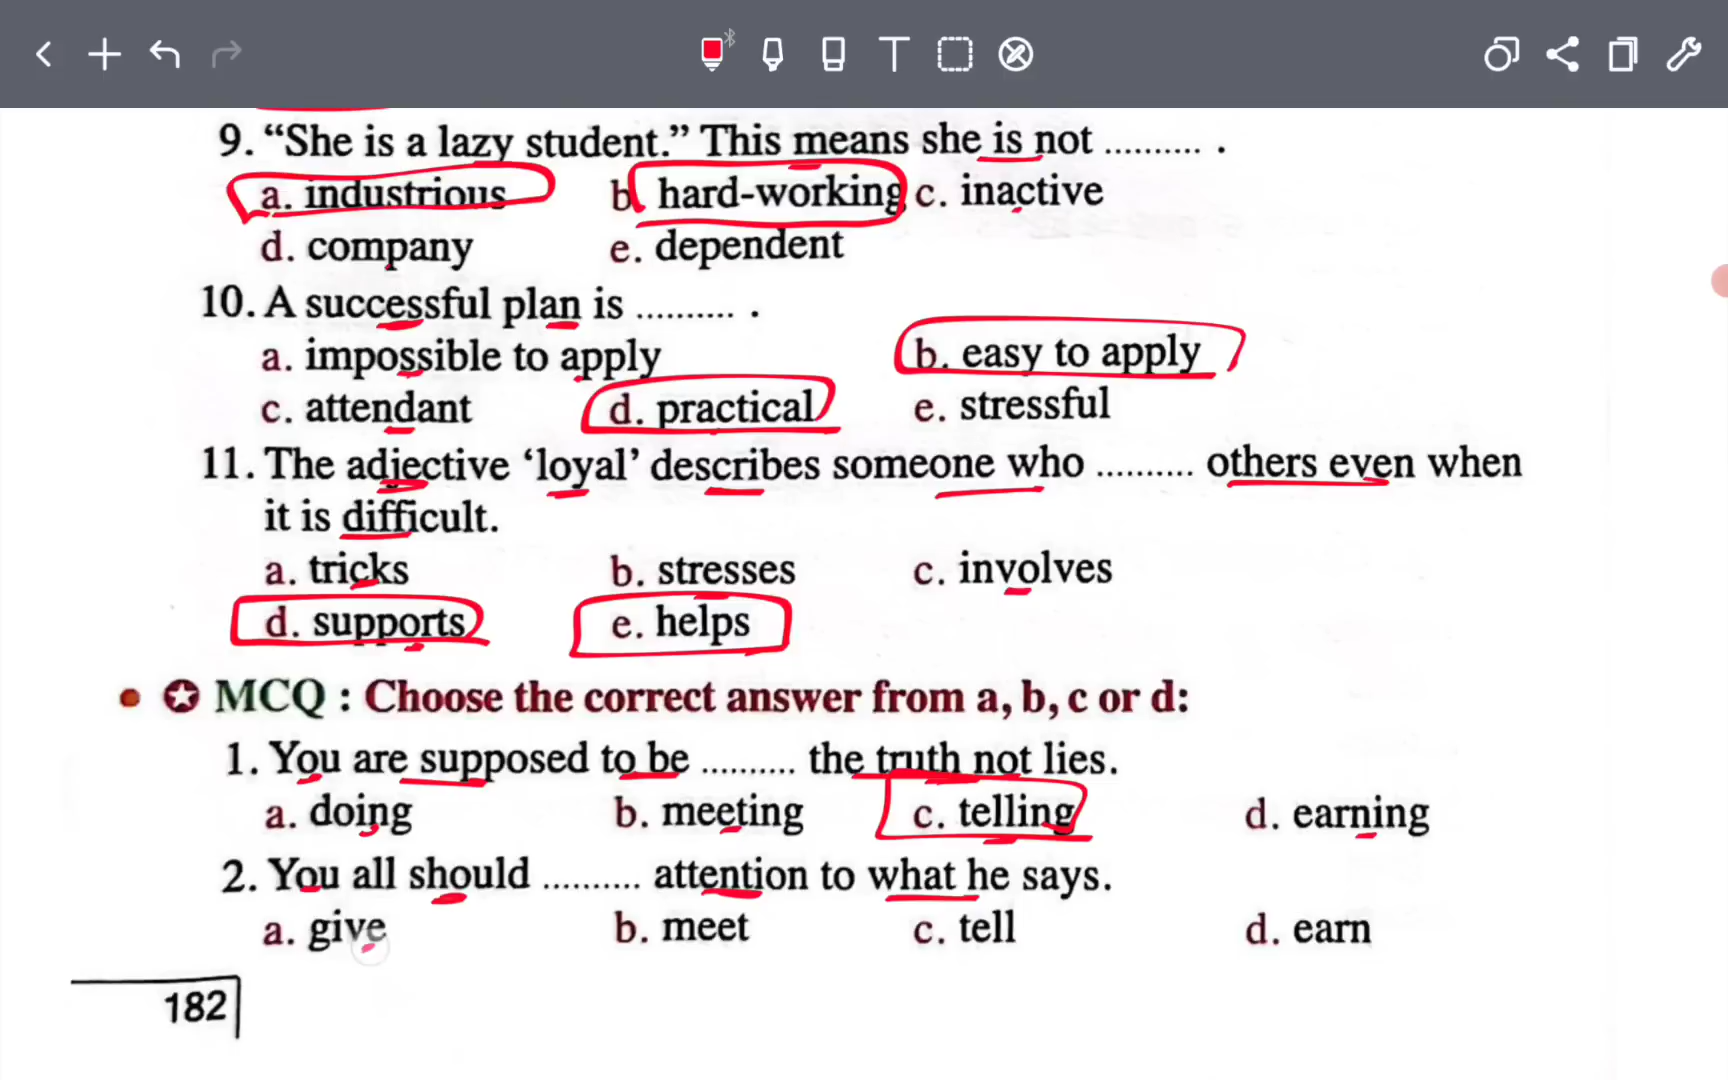 9. “She is a lazy student.” This means she is not .......... .
a. industrious b. hard-working c. inactive
d. company e. dependent
10. A successful plan is .......... .
a. impossible to apply b. easy to apply
c. attendant d. practical e. stressful
11. The adjective ‘loyal’ describes someone who .......... others even when
it is difficult.
a. tricks b. stresses c. involves
d. supports e. helps
MCQ : Choose the correct answer from a, b, c or d:
1. You are supposed to be .......... the truth not lies.
a. doing b. meeting c. telling d. earning
2. You all should .......... attention to what he says.
a. give b. meet c. tell d. earn
182